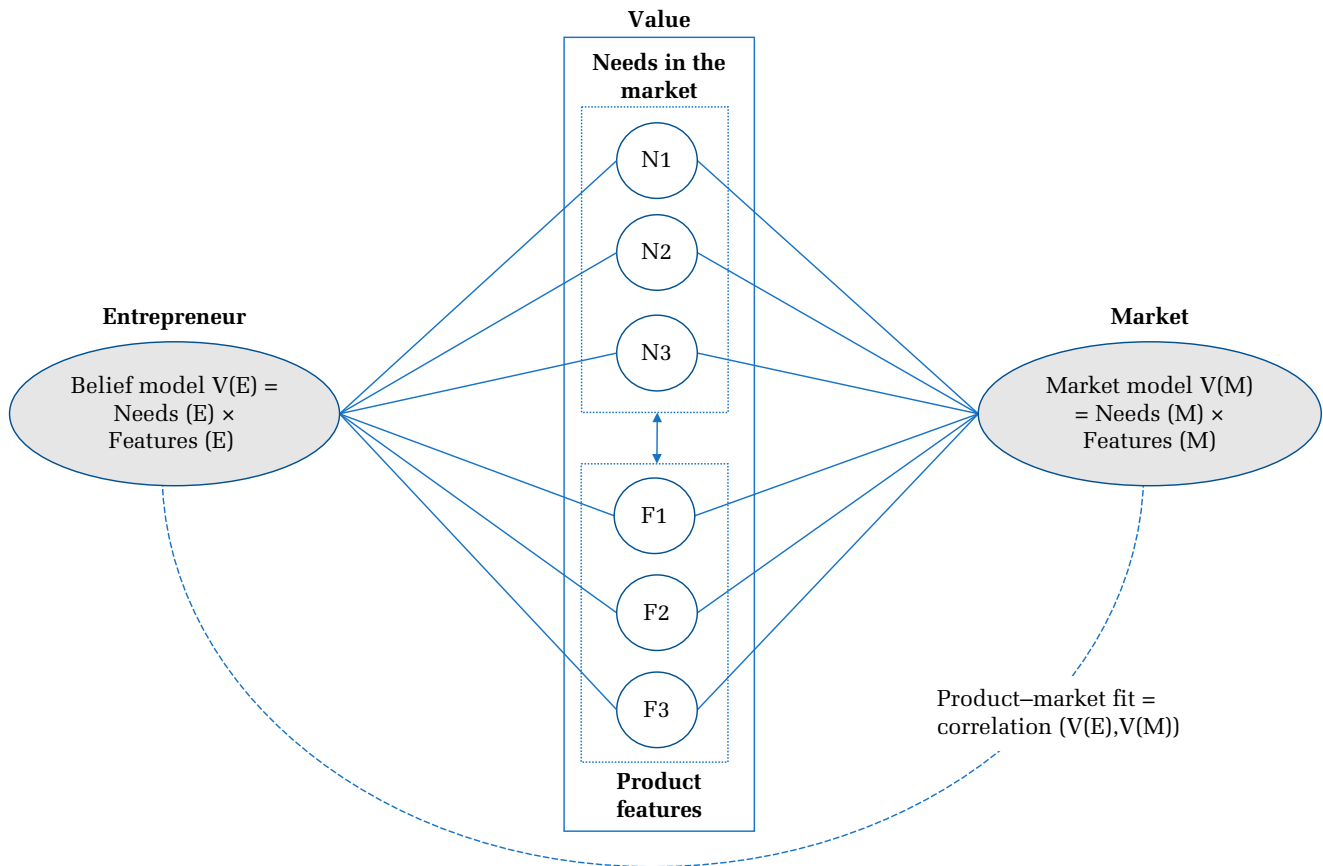 Value
Needs in the
market
N1
N2
N3
Entrepreneur
Belief model V(E) =
Needs (E) ×
Features (E)
Market
Market model V(M)
= Needs (M) ×
Features (M)
F1
F2
F3
Product
features
Product–market fit =
correlation (V(E),V(M))